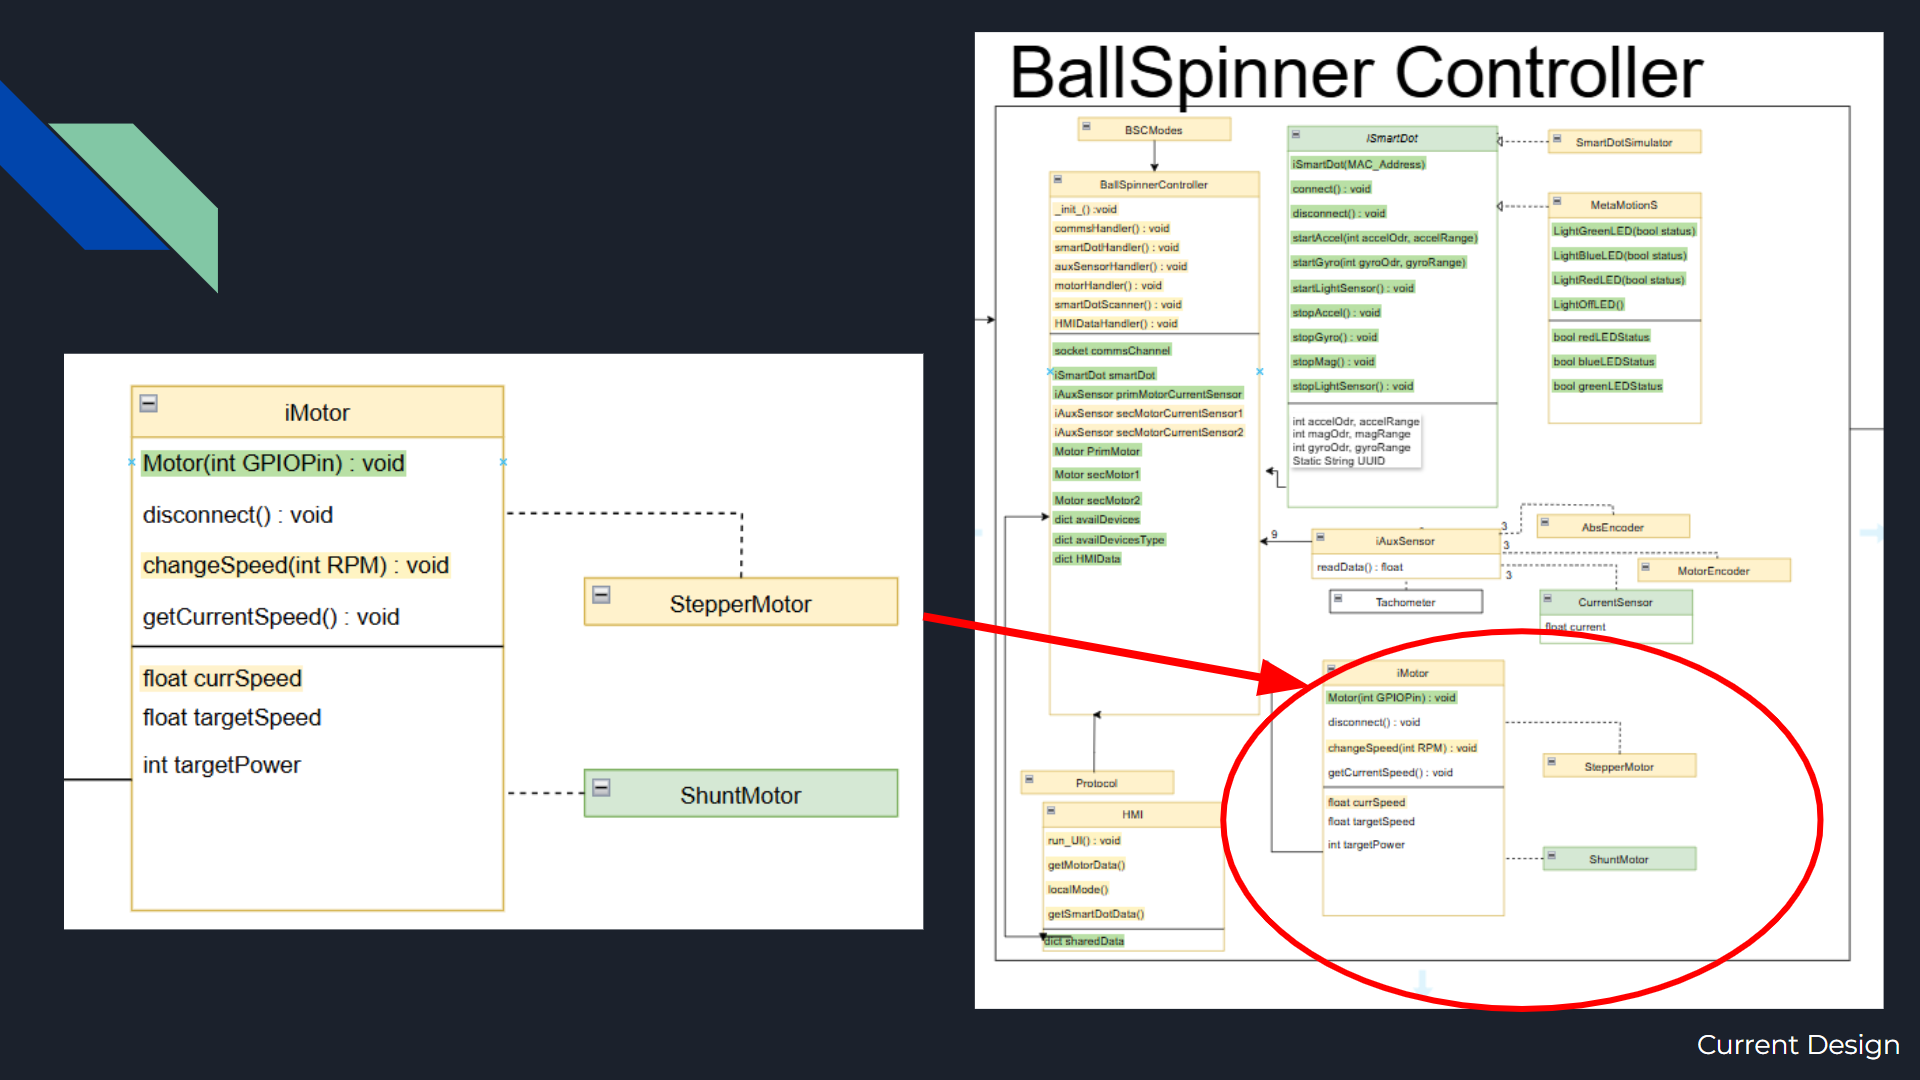 BallSpinner Controller
iMotor
Motor(int GPIOPin) : void
disconnect() : void
changeSpeed(int RPM) : void
getCurrentSpeed() : void
float currSpeed
float targetSpeed
int targetPower
StepperMotor
ShuntMotor
BSCModes
BallSpinnerController
_init_() :void
commsHandler() : void
smartDotHandler() : void
auxSensorHandler() : void
motorHandler() : void
smartDotScanner() : void
HMIDataHandler() : void
socket commsChannel
iSmartDot smartDot
iAuxSensor primMotorCurrentSensor
iAuxSensor secMotorCurrentSensor1
iAuxSensor secMotorCurrentSensor2
Motor PrimMotor
Motor secMotor1
Motor secMotor2
dict availDevices
dict availDevicesType
dict HMIData
Protocol
HMI
run_UI() : void
getMotorData()
localMode()
getSmartDotData()
dict sharedData
iSmartDot
iSmartDot(MAC_Address)
connect() : void
disconnect() : void
startAccel(int accelOdr, accelRange)
startGyro(int gyroOdr, gyroRange)
startLightSensor() : void
stopAccel() : void
stopGyro() : void
stopMag() : void
stopLightSensor() : void
int accelOdr, accelRange
int magOdr, magRange
int gyroOdr, gyroRange
Static String UUID
SmartDotSimulator
MetaMotionS
LightGreenLED(bool status)
LightBlueLED(bool status)
LightRedLED(bool status)
LightOffLED()
bool redLEDStatus
bool blueLEDStatus
bool greenLEDStatus
9
iAuxSensor
readData() : float
3
3
3
AbsEncoder
MotorEncoder
Tachometer
CurrentSensor
float current
iMotor
Motor(int GPIOPin) : void
disconnect() : void
changeSpeed(int RPM) : void
getCurrentSpeed() : void
float currSpeed
float targetSpeed
int targetPower
StepperMotor
ShuntMotor
Current Design